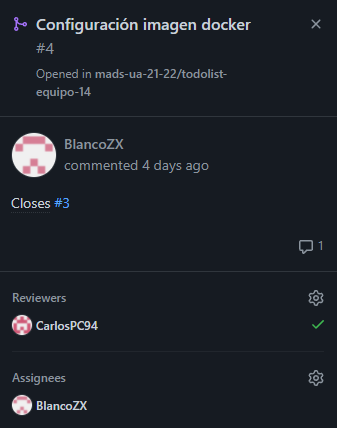 Configuración imagen docker
#4
Opened in mads-ua-21-22/todolist-
equipo-14
BlancoZX
commented 4 days ago
Closes #3
1
Reviewers
CarlosPC94
Assignees
BlancoZX